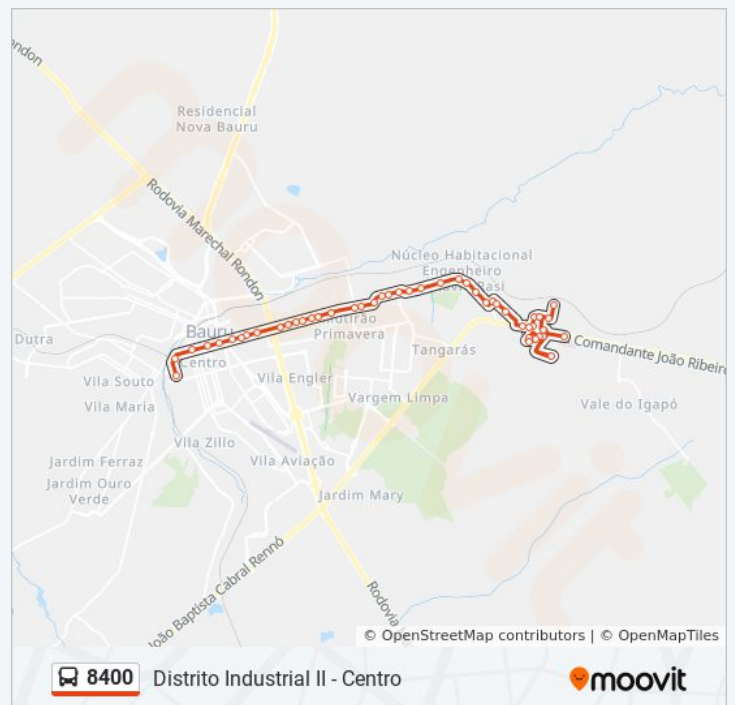 ondon
Residencial
Nova Bauru
Rodovia Marechal Rondon
Núcleo Habitacional
Engenheiro
Rasi
Bauru
Primavera
Dutra
Centro
Tangarás
Comandante João Ribeiro
Vila Souto
Vila Engler
Vila Maria
Vargem Limpa
Vale do Igapó
Vila Zillo
Jardim Ferraz
Vila Aviação
Jardim Ouro
Verde
Jardim Mary
João Baptista Cabral Rennó
Rodovia
© OpenStreetMap contributors | © OpenMapTiles
8400 Distrito Industrial II - Centro
moovit